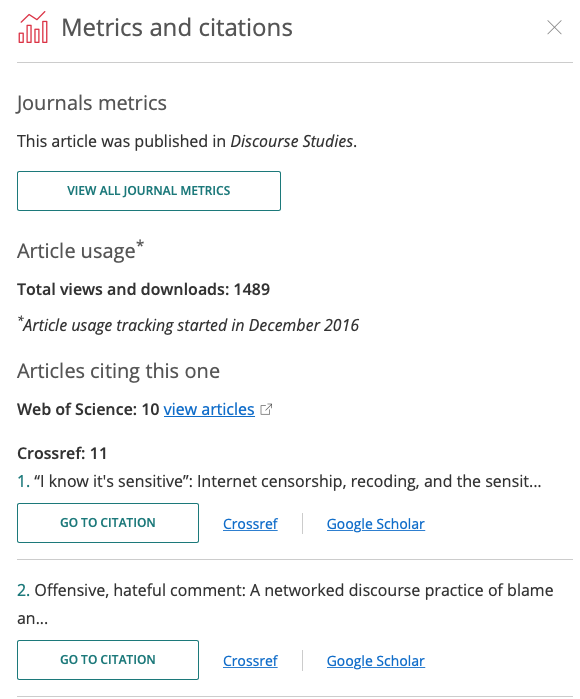 Metrics and citations
Journals metrics
This article was published in Discourse Studies.
VIEW ALL JOURNAL METRICS
Article usage*
Total views and downloads: 1489
*Article usage tracking started in December 2016
Articles citing this one
Web of Science: 10 view articles
Crossref: 11
1. “I know it's sensitive”: Internet censorship, recoding, and the sensit...
GO TO CITATION Crossref Google Scholar
2. Offensive, hateful comment: A networked discourse practice of blame
an...
GO TO CITATION Crossref Google Scholar